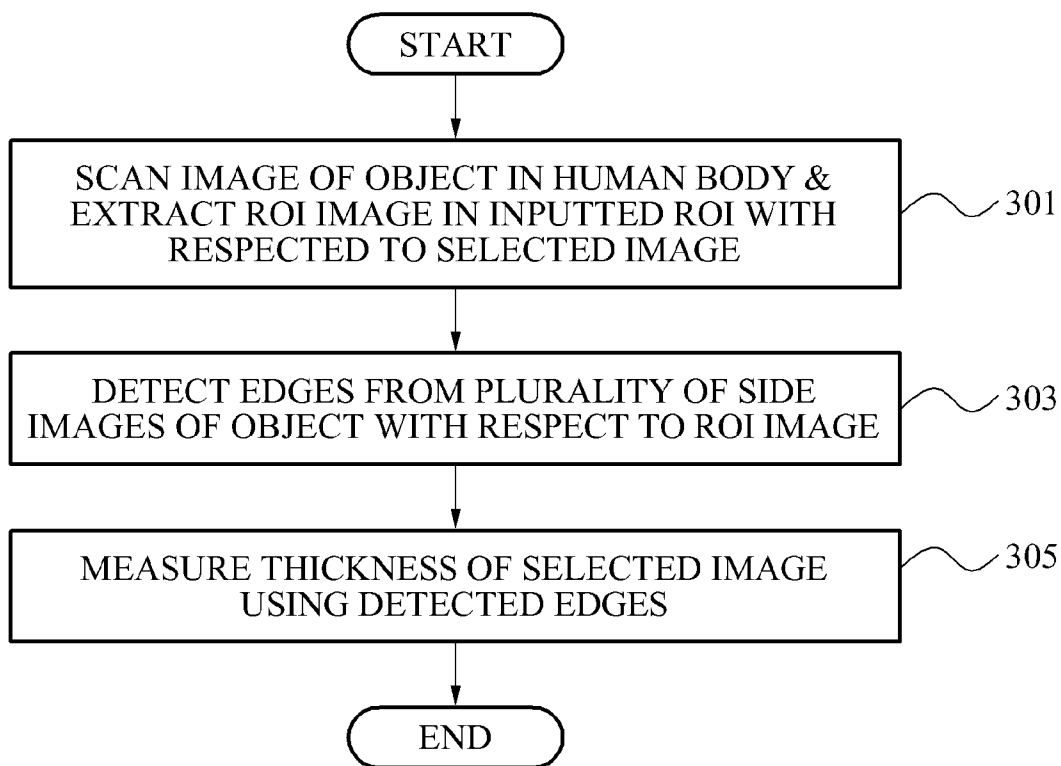 START
SCAN IMAGE OF OBJECT IN HUMAN BODY &
EXTRACT ROI IMAGE IN INPUTTED ROI WITH
RESPECTED TO SELECTED IMAGE
301
DETECT EDGES FROM PLURALITY OF SIDE
IMAGES OF OBJECT WITH RESPECT TO ROI IMAGE
303
MEASURE THICKNESS OF SELECTED IMAGE
USING DETECTED EDGES
305
END